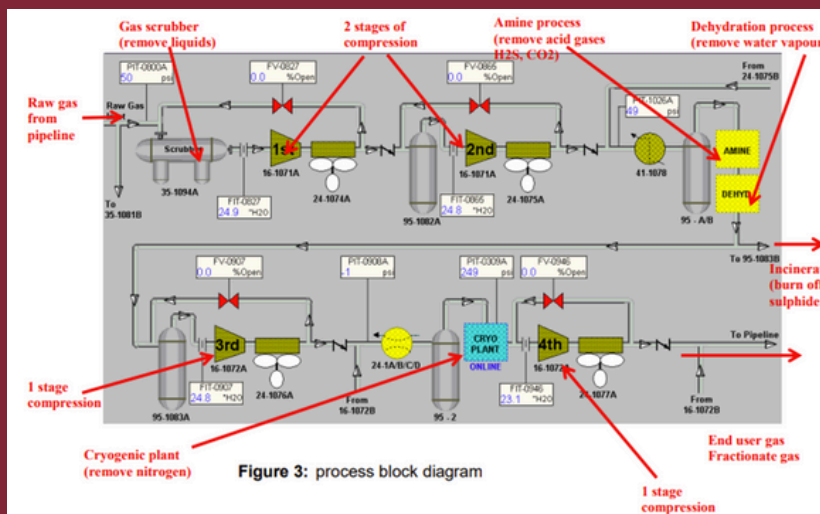 Gas scrubber
(remove liquids)
2 stages of
compression
Amine process
(remove acid gases
H2S, CO2)
Dehydration process
(remove water vapour)
Raw gas
from
pipeline
PIT-0800A
50 psi
FV-0827
0.0 %Open
FV-0865
0.0 %Open
PIT-1026A
49 psi
From
24-1075B
Raw Gas
Scrubber
1st
2nd
AMINE
DEHYD
16-1071A
16-1071A
41-1078
35-1094A
24-1074A
24-1075A
95-1082A
95 - A/B
To
35-1081B
FIT-0827
24.9 "H2O
FIT-0865
24.8 "H2O
To 95-1083B
FV-0907
0.0 %Open
PIT-0908A
-1 psi
PIT-0309A
249 psi
FV-0946
0.0 %Open
Incinera
(burn off
sulphide
To Pipeline
3rd
CRYO
PLANT
ONLINE
4th
16-1072A
24-1A/B/C/D
24-1076A
95-1083A
95 - 2
FIT-0907
24.8 "H2O
From
16-1072B
FIT-0946
23.1 "H2O
From
16-1072B
1 stage
compression
Cryogenic plant
(remove nitrogen)
End user gas
Fractionate gas
1 stage
compression
Figure 3: process block diagram